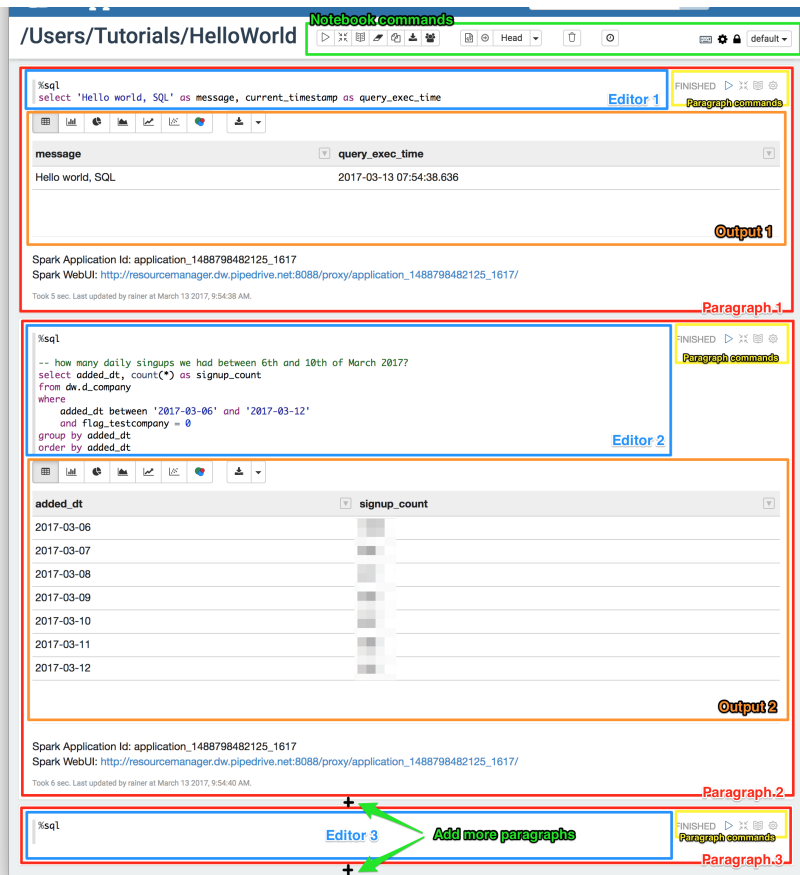 Notebook commands
/Users/Tutorials/HelloWorld
Head
default
%sql
select 'Hello world, SQL' as message, current_timestamp as query_exec_time
Editor 1
FINISHED
Paragraph commands
message
query_exec_time
Hello world, SQL
2017-03-13 07:54:38.636
Output 1
Spark Application Id: application_1488798482125_1617
Spark WebUI: http://resourcemanager.dw.pipedrive.net:8088/proxy/application_1488798482125_1617/
Took 5 sec. Last updated by rainer at March 13 2017, 9:54:38 AM.
Paragraph 1
%sql
FINISHED
Paragraph commands
-- how many daily singups we had between 6th and 10th of March 2017?
select added_dt, count(*) as signup_count
from dw.d_company
where
added_dt between '2017-03-06' and '2017-03-12'
and flag_testcompany = 0
group by added_dt
order by added_dt
Editor 2
added_dt
signup_count
2017-03-06
2017-03-07
2017-03-08
2017-03-09
2017-03-10
2017-03-11
2017-03-12
Output 2
Spark Application Id: application_1488798482125_1617
Spark WebUI: http://resourcemanager.dw.pipedrive.net:8088/proxy/application_1488798482125_1617/
Took 6 sec. Last updated by rainer at March 13 2017, 9:54:40 AM.
Paragraph 2
%sql
Editor 3
Add more paragraphs
FINISHED
Paragraph commands
Paragraph 3